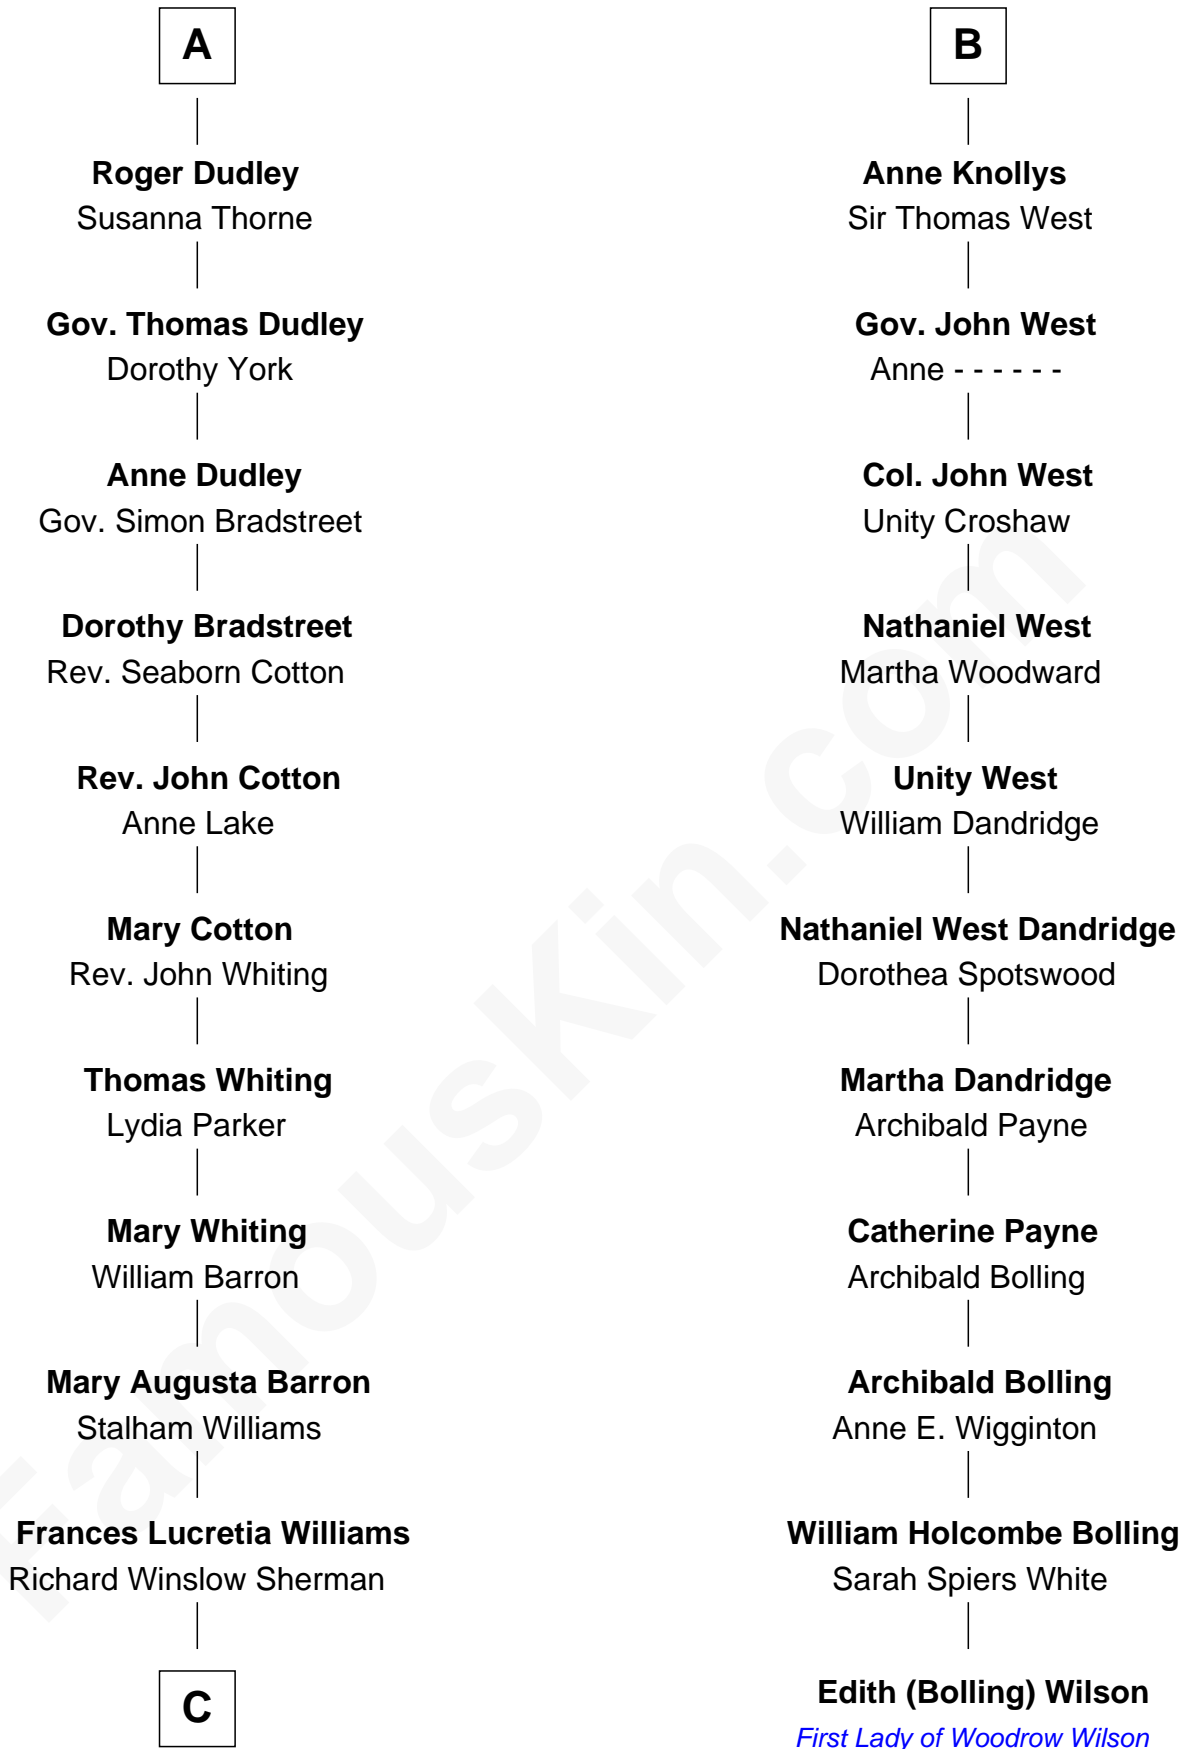 A
Roger Dudley
Susanna Thorne
Gov. Thomas Dudley
Dorothy York
Anne Dudley
Gov. Simon Bradstreet
Dorothy Bradstreet
Rev. Seaborn Cotton
Rev. John Cotton
Anne Lake
Mary Cotton
Rev. John Whiting
Thomas Whiting
Lydia Parker
Mary Whiting
William Barron
Mary Augusta Barron
Stalham Williams
Frances Lucretia Williams
Richard Winslow Sherman
C
B
Anne Knollys
Sir Thomas West
Gov. John West
Anne - - - - - -
Col. John West
Unity Croshaw
Nathaniel West
Martha Woodward
Unity West
William Dandridge
Nathaniel West Dandridge
Dorothea Spotswood
Martha Dandridge
Archibald Payne
Catherine Payne
Archibald Bolling
Archibald Bolling
Anne E. Wigginton
William Holcombe Bolling
Sarah Spiers White
Edith (Bolling) Wilson
First Lady of Woodrow Wilson
FamousKin.com